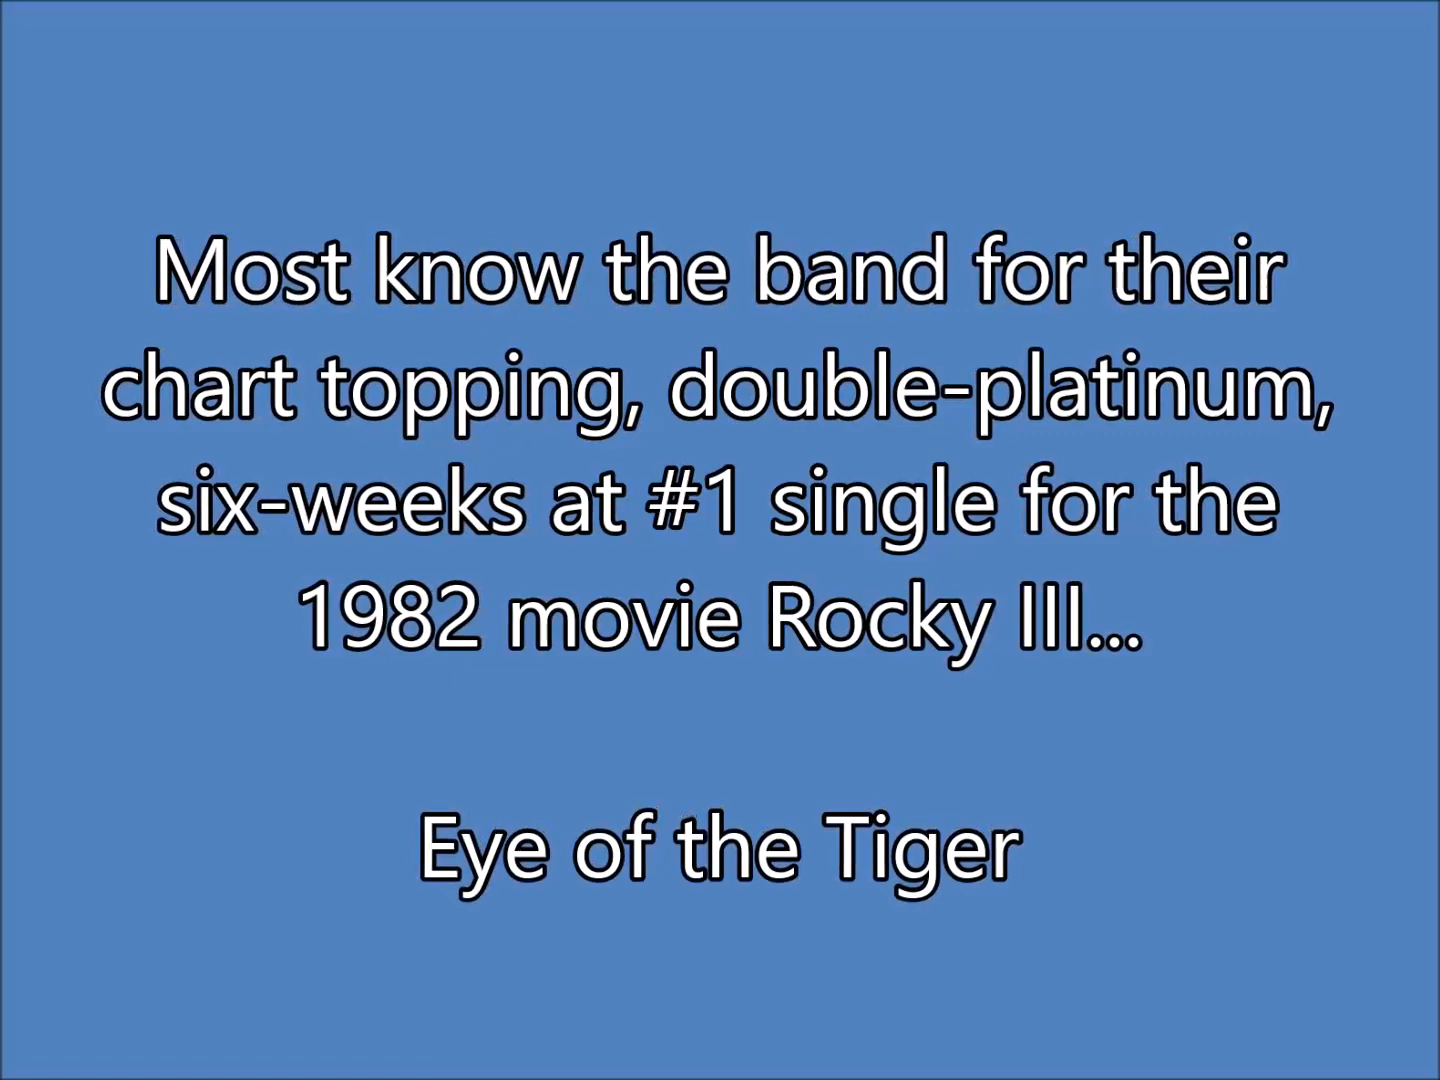 Most know the band for their
chart topping, double-platinum,
six-weeks at #1 single for the
1982 movie Rocky III...
Eye of the Tiger